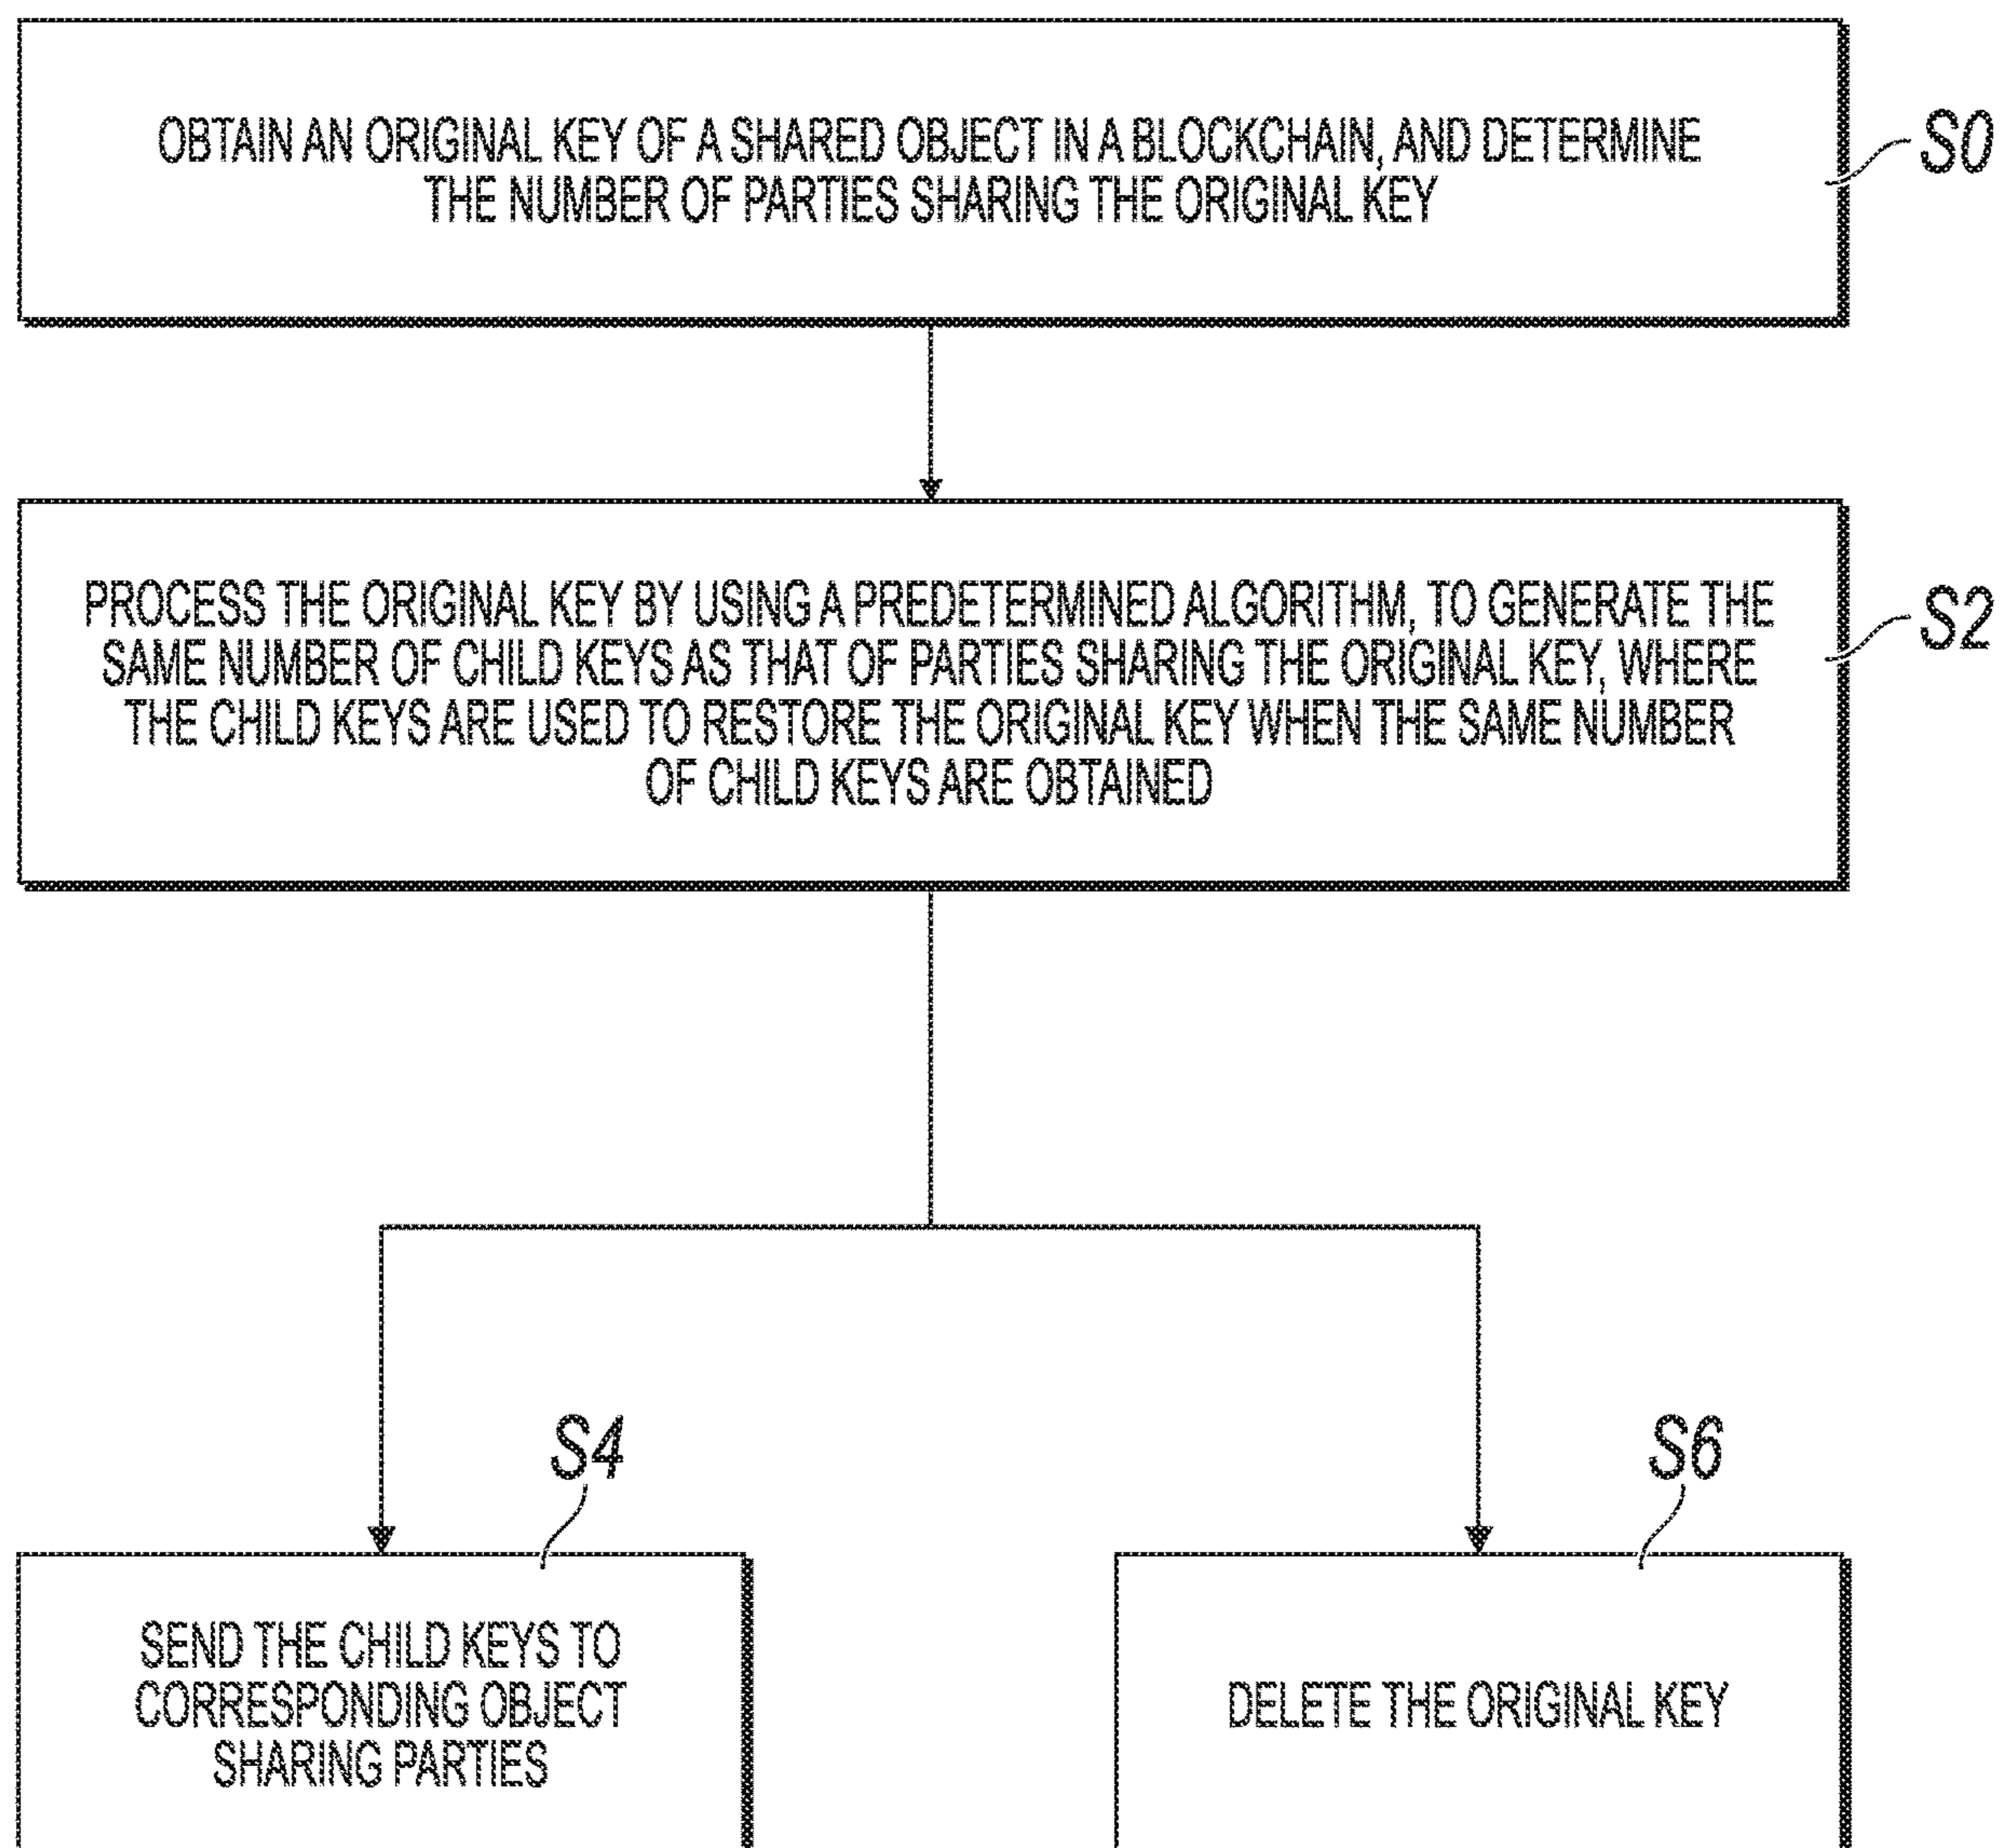 OBTAIN AN ORIGINAL KEY OF A SHARED OBJECT IN A BLOCKCHAIN, AND DETERMINE
THE NUMBER OF PARTIES SHARING THE ORIGINAL KEY
S0
PROCESS THE ORIGINAL KEY BY USING A PREDETERMINED ALGORITHM, TO GENERATE THE
SAME NUMBER OF CHILD KEYS AS THAT OF PARTIES SHARING THE ORIGINAL KEY, WHERE
THE CHILD KEYS ARE USED TO RESTORE THE ORIGINAL KEY WHEN THE SAME NUMBER
OF CHILD KEYS ARE OBTAINED
S2
S4
SEND THE CHILD KEYS TO
CORRESPONDING OBJECT
SHARING PARTIES
S6
DELETE THE ORIGINAL KEY